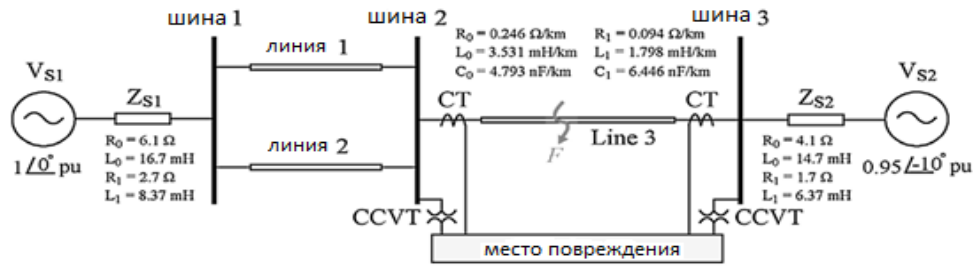 шина 1
шина 2
шина 3
R₀ = 0.246 Ω/km
L₀ = 3.531 mH/km
C₀ = 4.793 nF/km
R₁ = 0.094 Ω/km
L₁ = 1.798 mH/km
C₁ = 6.446 nF/km
линия 1
V_S1
Z_S1
R₀ = 6.1 Ω
L₀ = 16.7 mH
R₁ = 2.7 Ω
L₁ = 8.37 mH
1/0° pu
линия 2
CT
F
Line 3
CT
Z_S2
R₀ = 4.1 Ω
L₀ = 14.7 mH
R₁ = 1.7 Ω
L₁ = 6.37 mH
V_S2
0.95/-10° pu
CCVT
CCVT
место повреждения